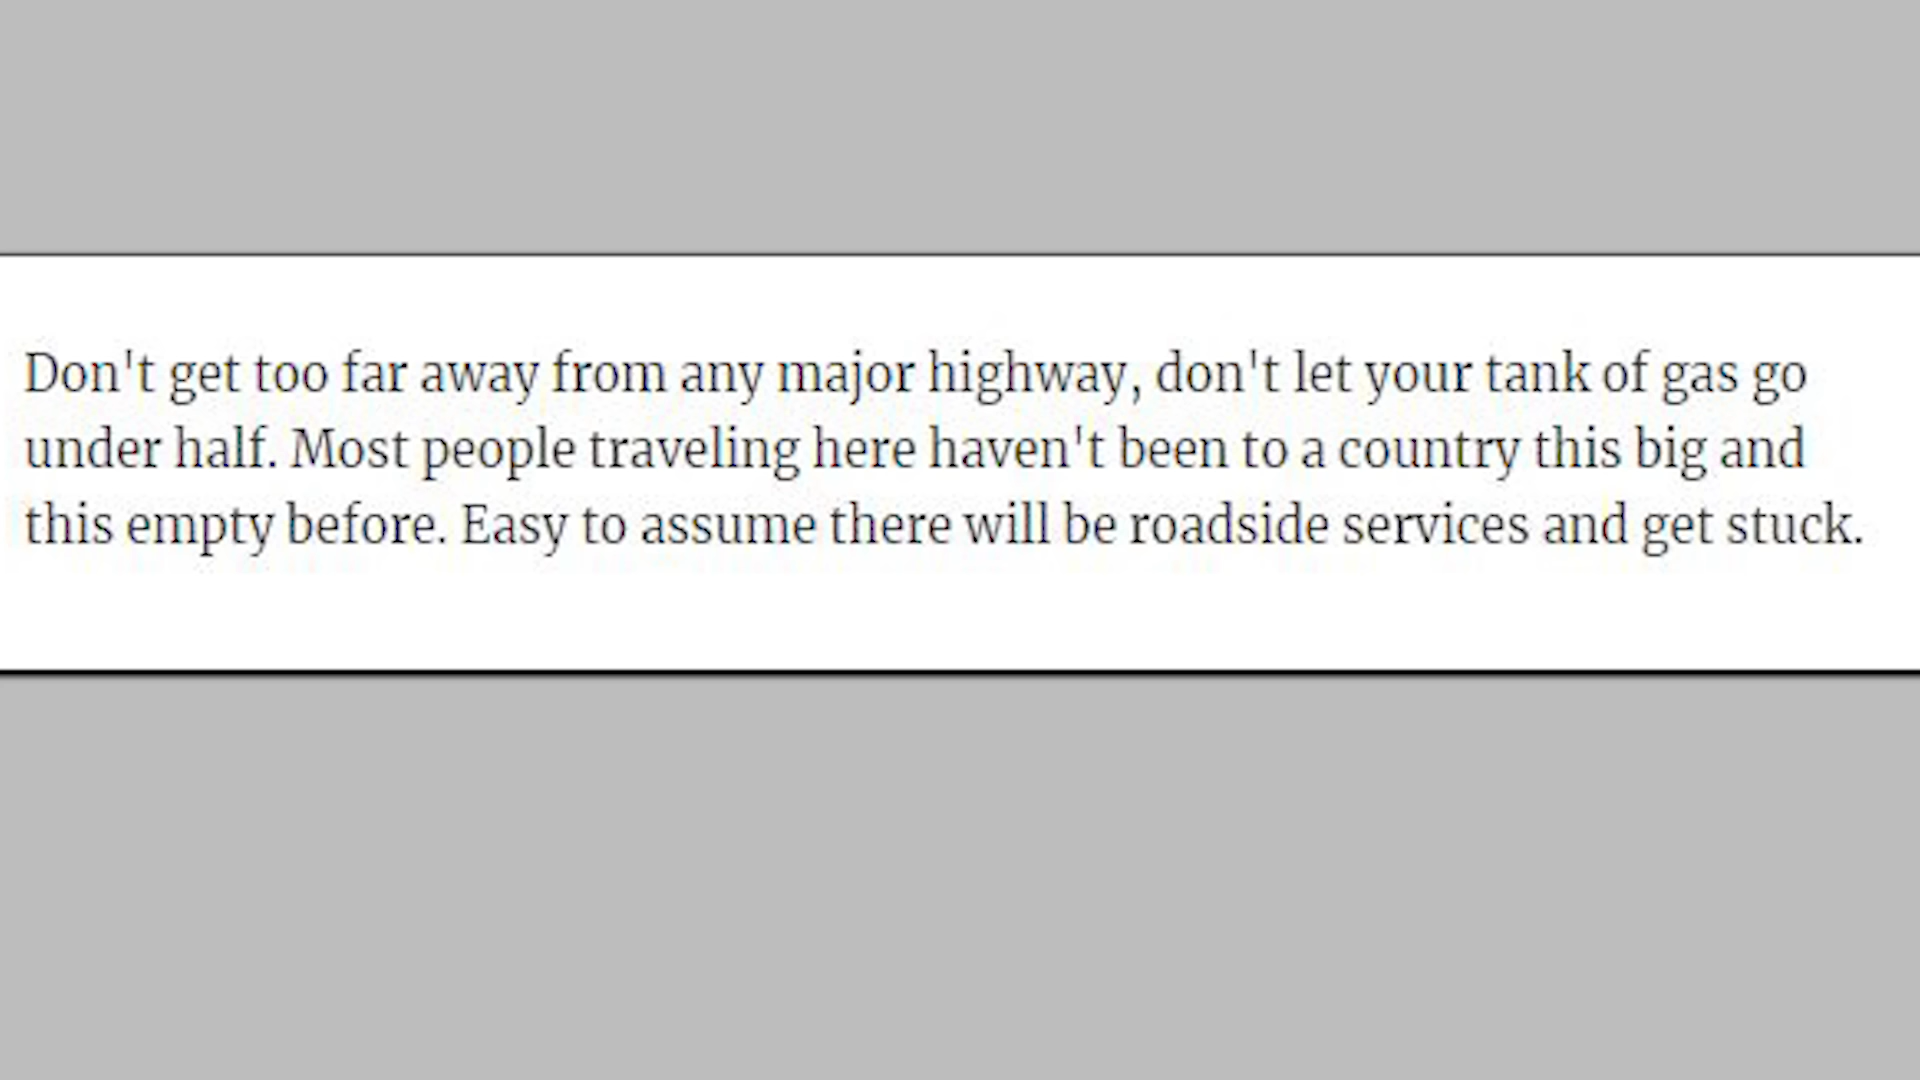 Don't get too far away from any major highway, don't let your tank of gas go
under half. Most people traveling here haven't been to a country this big and
this empty before. Easy to assume there will be roadside services and get stuck.